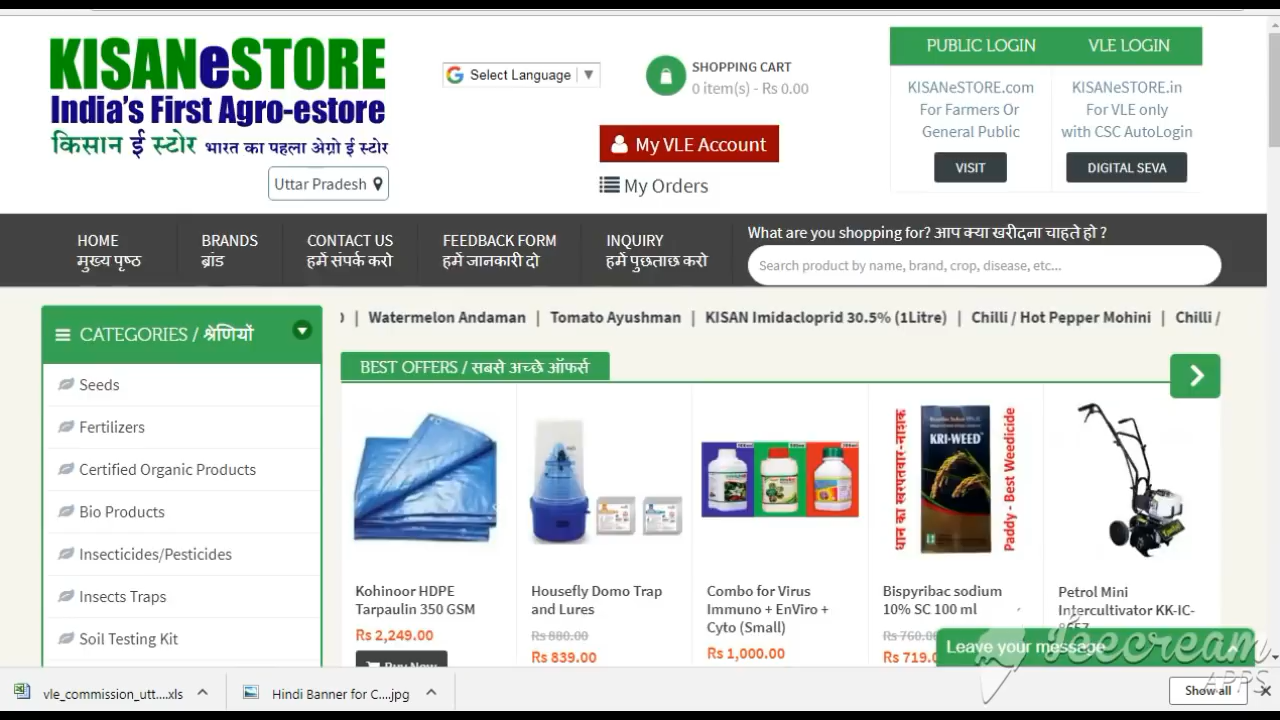 KISANeSTORE
India's First Agro-estore
किसान ई स्टोर भारत का पहला अॅग्रो ई स्टोर
Uttar Pradesh
Select Language
SHOPPING CART
0 item(s) - Rs 0.00
My VLE Account
My Orders
PUBLIC LOGIN
VLE LOGIN
KISANeSTORE.com
For Farmers Or
General Public
VISIT
KISANeSTORE.in
For VLE only
with CSC AutoLogin
DIGITAL SEVA
HOME
मुख्य पृष्ठ
BRANDS
ब्रांड
CONTACT US
हमें संपर्क करो
FEEDBACK FORM
हमें जानकारी दो
INQUIRY
हमें पुछताछ करो
What are you shopping for? आप क्या खरीदना चाहते हो ?
Search product by name, brand, crop, disease, etc...
CATEGORIES / श्रेणियों
Seeds
Fertilizers
Certified Organic Products
Bio Products
Insecticides/Pesticides
Insects Traps
Soil Testing Kit
| Watermelon Andaman | Tomato Ayushman | KISAN Imidacloprid 30.5% (1Litre) | Chilli / Hot Pepper Mohini | Chilli /
BEST OFFERS / सबसे अच्छे ऑफर्स
धान का खरपतवार-नाशक
KRI-WEED
Paddy - Best Weedicide
Kohinoor HDPE
Tarpaulin 350 GSM
Rs 2,249.00
Buy Now
Housefly Domo Trap
and Lures
Rs 880.00
Rs 839.00
Combo for Virus
Immuno + EnViro +
Cyto (Small)
Rs 1,000.00
Bispyribac sodium
10% SC 100 ml
Rs 760.0
Rs 719.0
Petrol Mini
Intercultivator KK-IC-
Leave your message
Icecream
APPS
vle_commission_utt....xls
Hindi Banner for C....jpg
Show all